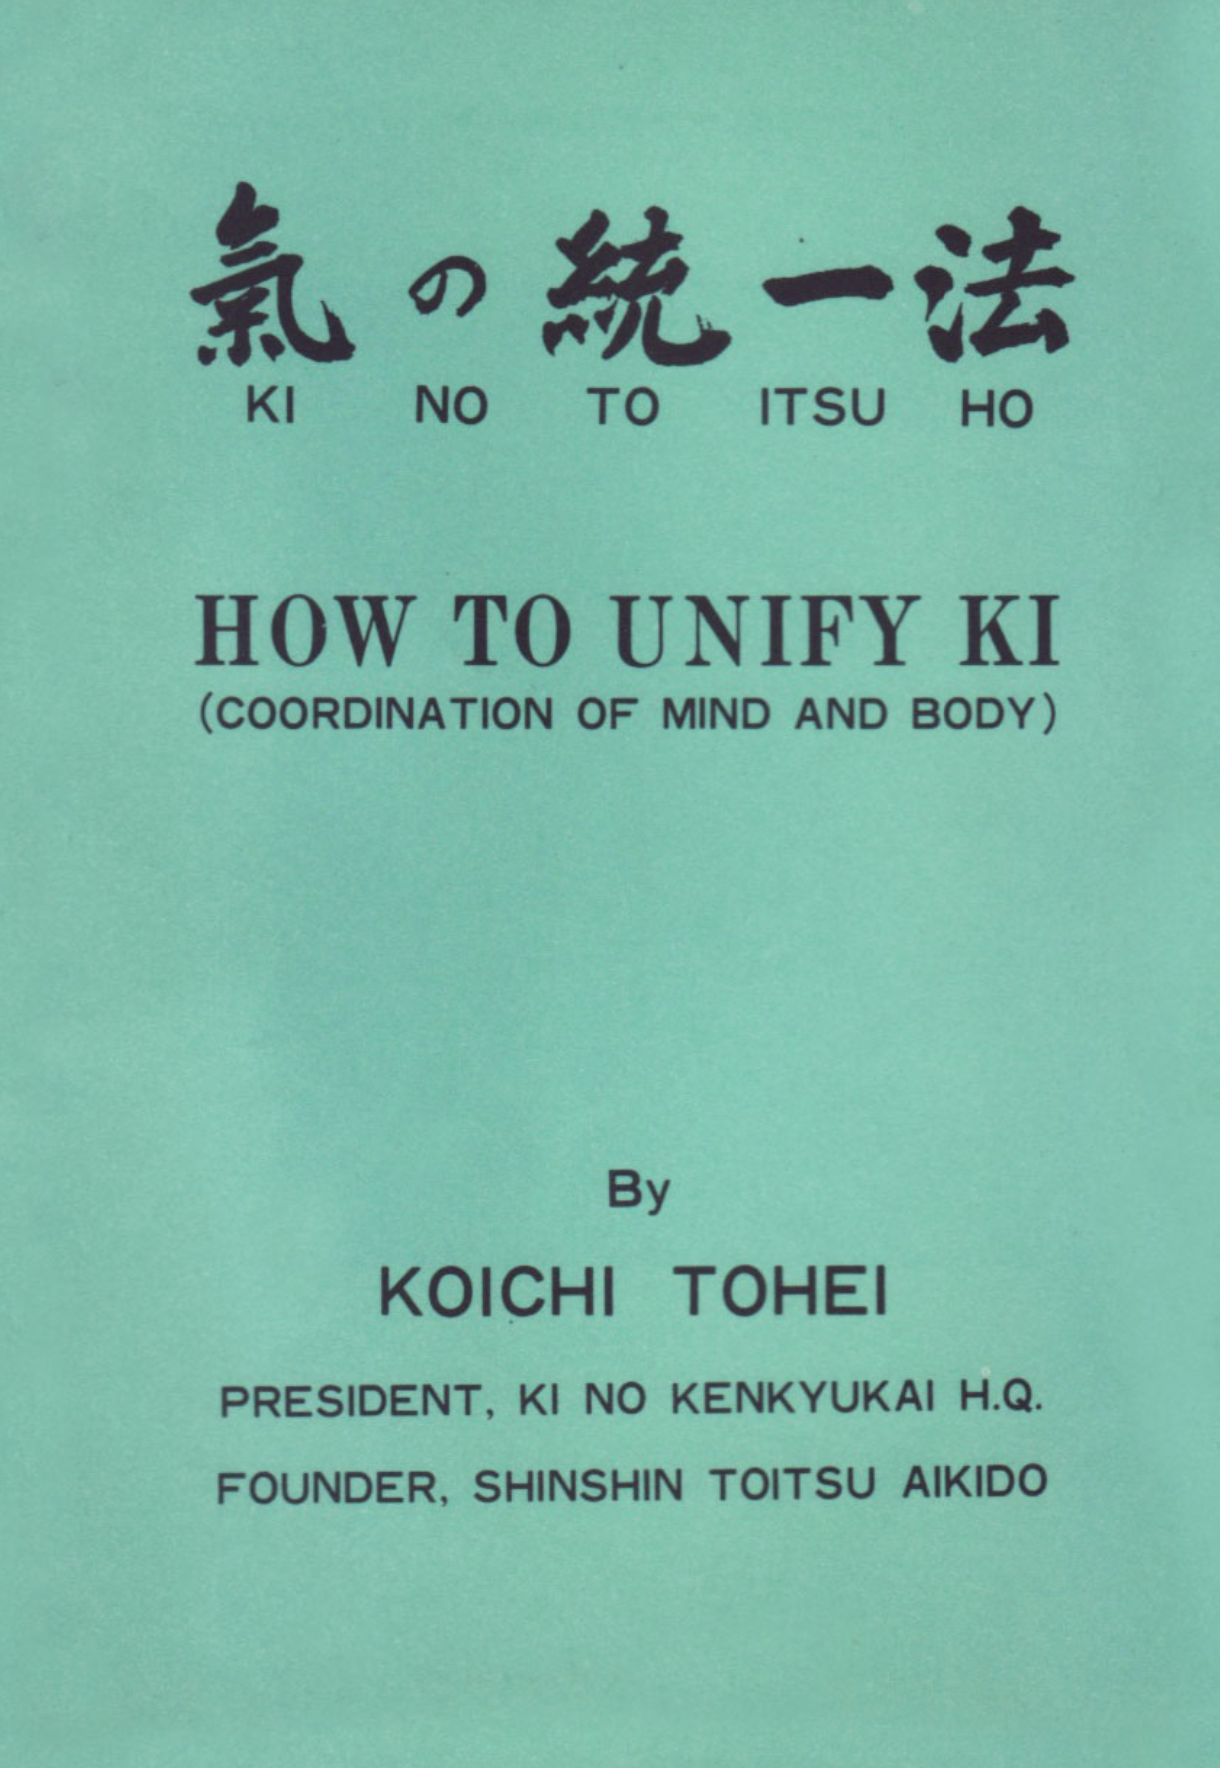 氣の統一法
KI NO TO ITSU HO
HOW TO UNIFY KI
(COORDINATION OF MIND AND BODY)
By
KOICHI TOHEI
PRESIDENT, KI NO KENKYUKAI H.Q.
FOUNDER, SHINSHIN TOITSU AIKIDO